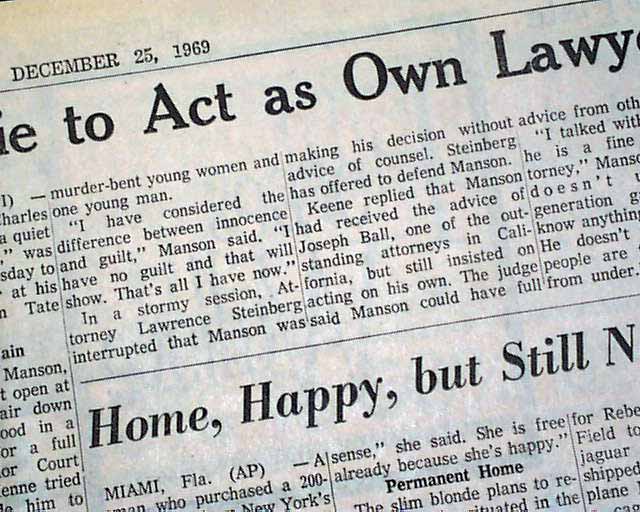 DECEMBER 25, 1969
ie to Act as Own Lawye
I) —
Charles
a quiet
" was
sday to
at his
n Tate
ain
Manson,
t open at
air down
ood in a
or a full
or Court
enne tried
le him to
murder-bent young women and
one young man.
"I have considered the
difference between innocence
and guilt," Manson said. "I
have no guilt and that will
show. That's all I have now."
In a stormy session, At-
torney Lawrence Steinberg
interrupted that Manson was
making his decision without
advice of counsel. Steinberg
has offered to defend Manson.
Keene replied that Manson
had received the advice of
Joseph Ball, one of the out-
standing attorneys in Cali-
fornia, but still insisted on
acting on his own. The judge
said Manson could have full
advice from oth
"I talked with
he is a fine
torney," Manso
doesn't u
generation g
know anything
He doesn't
people are
from under
Home, Happy, but Still N
MIAMI, Fla. (AP) — A
man who purchased a 200-
New York's
sense," she said. She is free
already because she's happy."
Permanent Home
The slim blonde plans to re-
situated in the
for Rebe
Field to
jaguar
shipped
plane